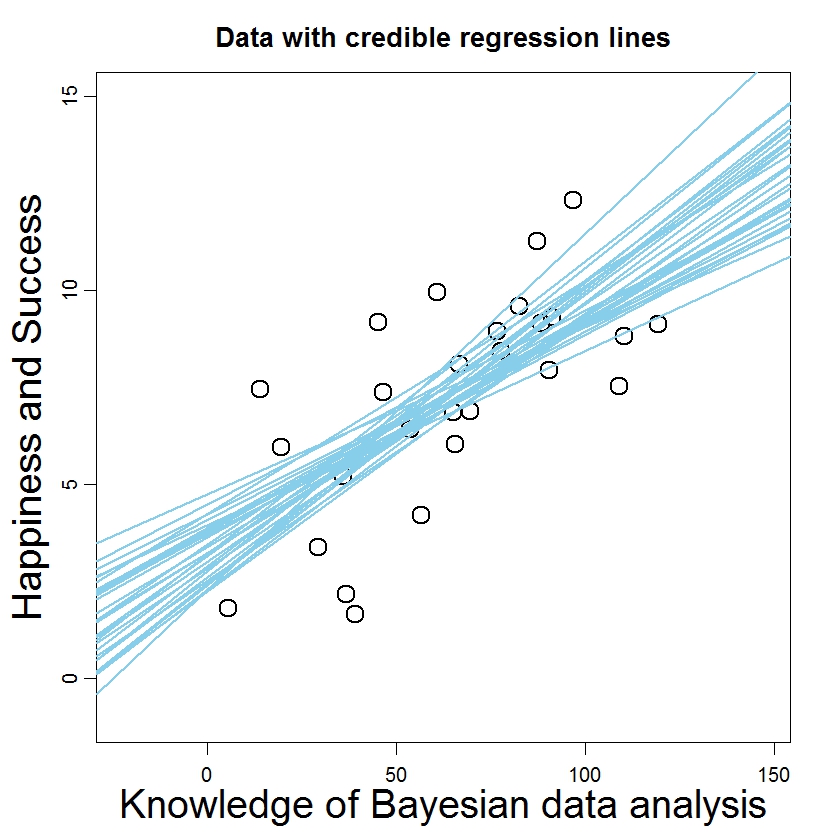 Data with credible regression lines
15
10
5
0
Happiness and Success
0 50 100 150
Knowledge of Bayesian data analysis